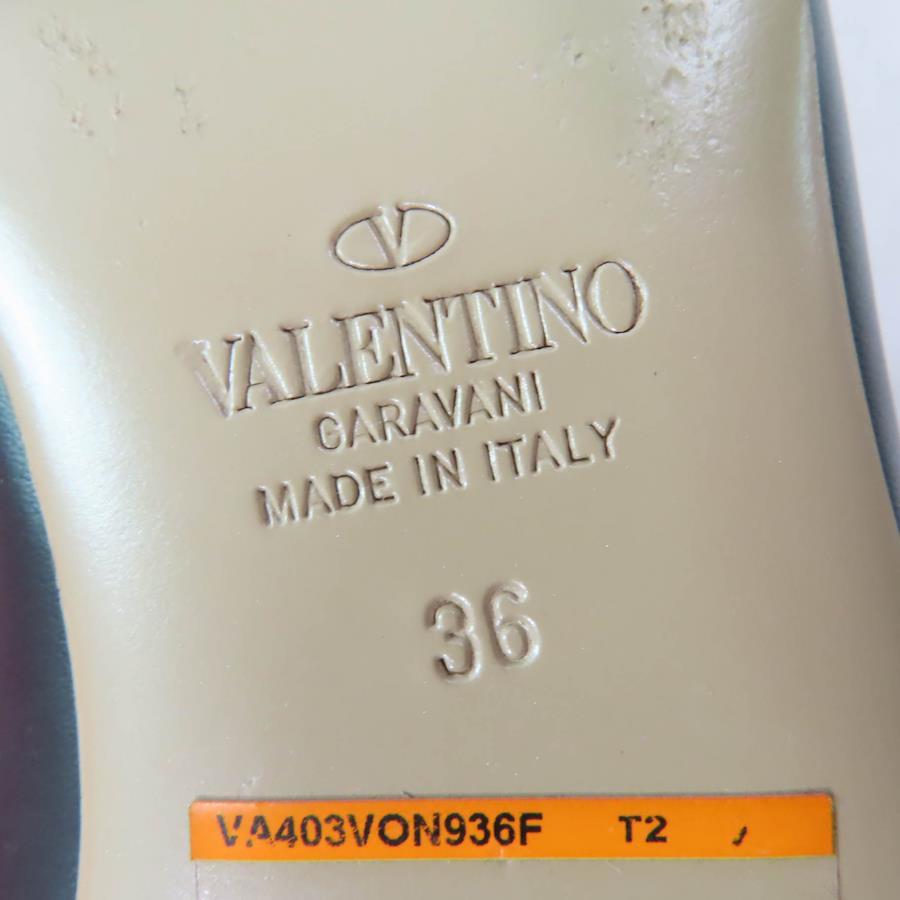 V
VALENTINO
GARAVANI
MADE IN ITALY
36
VA403VON936F T2